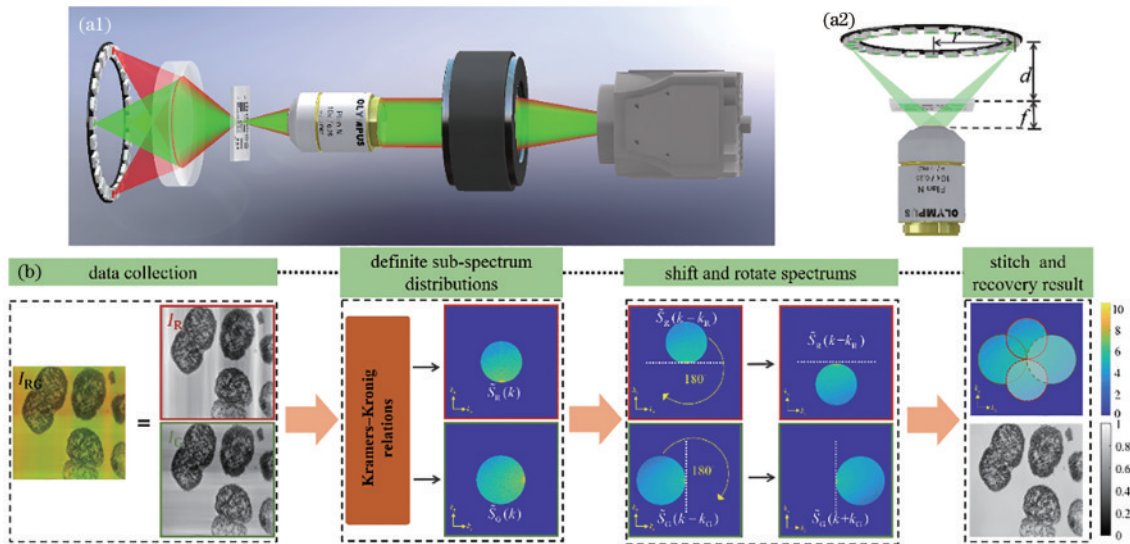 (a1)
OLYMPUS
Plan N
(a2)
r
d
f
Plan N
10x / 0.25
OLYMPUS
(b)
data collection
definite sub-spectrum
distributions
shift and rotate spectrums
stitch and
recovery result
I_RG
=
I_R
I_G
Kramers–Kronig
relations
S̃_R(k)
S̃_G(k)
S̃_R(k−k_R)
180
S̃_R(k−k_R)
S̃_G(k−k_G)
180
S̃_G(k+k_G)
10
8
6
4
2
0
1
0.8
0.6
0.4
0.2
0